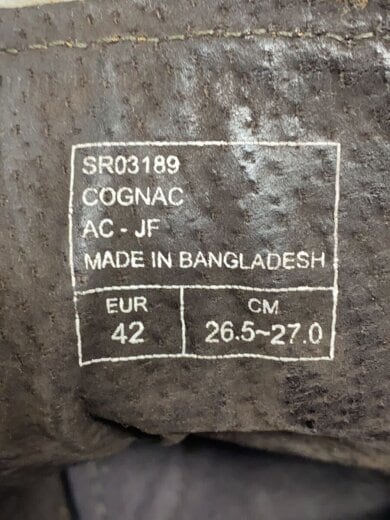 SR03189
COGNAC
AC - JF
MADE IN BANGLADESH
EUR CM
42 26.5~27.0